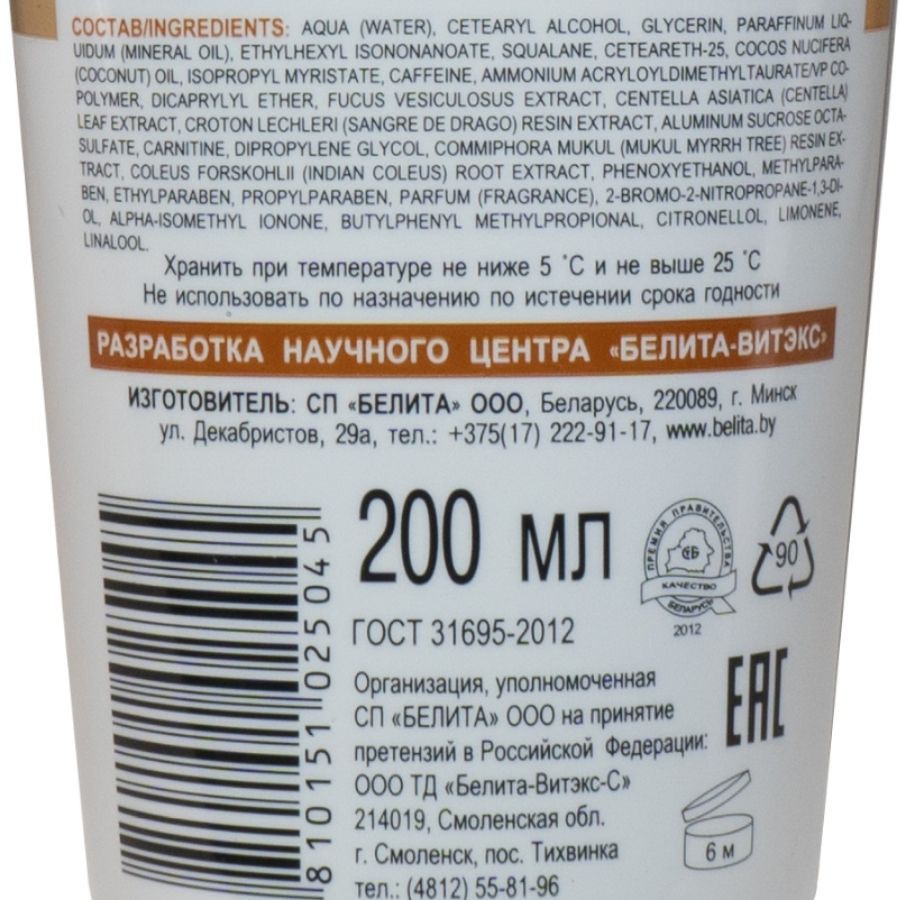 СОСТАВ/INGREDIENTS: AQUA (WATER), CETEARYL ALCOHOL, GLYCERIN, PARAFFINUM LIQ-
UIDUM (MINERAL OIL), ETHYLHEXYL ISONONANOATE, SQUALANE, CETEARETH-25, COCOS NUCIFERA
(COCONUT) OIL, ISOPROPYL MYRISTATE, CAFFEINE, AMMONIUM ACRYLOYLDIMETHYLTAURATE/VP CO-
POLYMER, DICAPRYLYL ETHER, FUCUS VESICULOSUS EXTRACT, CENTELLA ASIATICA (CENTELLA)
LEAF EXTRACT, CROTON LECHLERI (SANGRE DE DRAGO) RESIN EXTRACT, ALUMINUM SUCROSE OCTA-
SULFATE, CARNITINE, DIPROPYLENE GLYCOL, COMMIPHORA MUKUL (MUKUL MYRRH TREE) RESIN EX-
TRACT, COLEUS FORSKOHLII (INDIAN COLEUS) ROOT EXTRACT, PHENOXYETHANOL, METHYLPARA-
BEN, ETHYLPARABEN, PROPYLPARABEN, PARFUM (FRAGRANCE), 2-BROMO-2-NITROPROPANE-1,3-DI-
OL, ALPHA-ISOMETHYL IONONE, BUTYLPHENYL METHYLPROPIONAL, CITRONELLOL, LIMONENE,
LINALOOL.
Хранить при температуре не ниже 5 °С и не выше 25 °С
Не использовать по назначению по истечении срока годности
РАЗРАБОТКА НАУЧНОГО ЦЕНТРА «БЕЛИТА-ВИТЭКС»
ИЗГОТОВИТЕЛЬ: СП «БЕЛИТА» ООО, Беларусь, 220089, г. Минск
ул. Декабристов, 29а, тел.: +375(17) 222-91-17, www.belita.by
8 10151 025045
200 МЛ
ПРЕМИЯ ПРАВИТЕЛЬСТВА
СГБ
КАЧЕСТВО
БЕЛАРУСЬ
2012
90
ГОСТ 31695-2012
Организация, уполномоченная
СП «БЕЛИТА» ООО на принятие
претензий в Российской Федерации:
ООО ТД «Белита-Витэкс-С»
214019, Смоленская обл.
г. Смоленск, пос. Тихвинка
тел.: (4812) 55-81-96
ЕАС
6 м